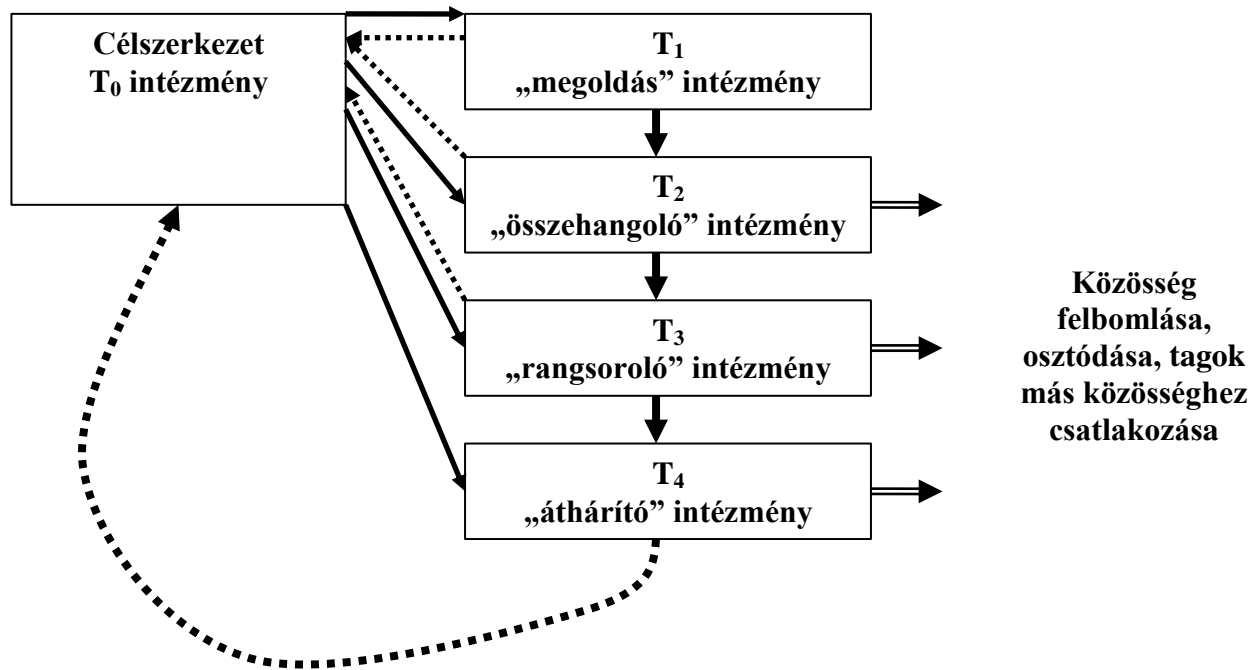 Célszerkezet
T₀ intézmény
T₁
„megoldás” intézmény
T₂
„összehangoló” intézmény
T₃
„rangsoroló” intézmény
T₄
„áthárító” intézmény
Közösség
felbomlása,
osztódása, tagok
más közösséghez
csatlakozása